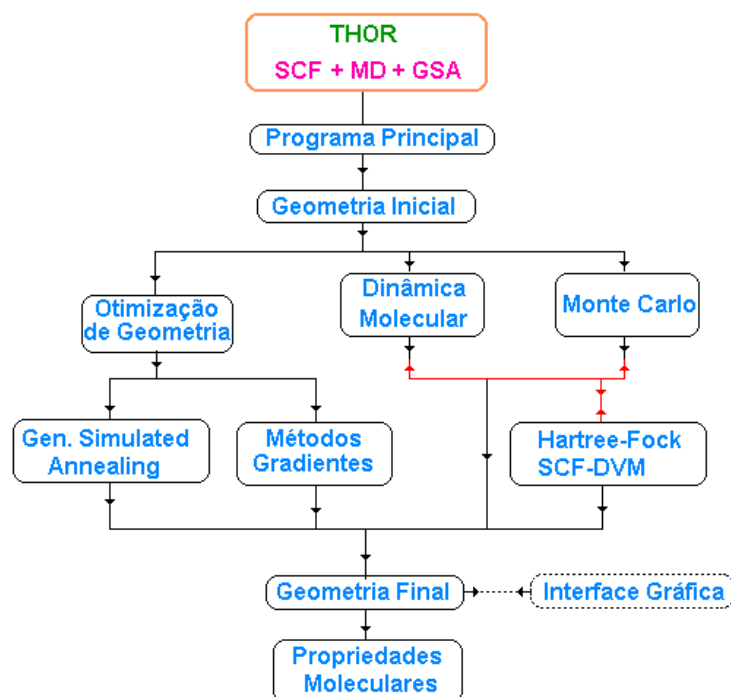 THOR
SCF + MD + GSA
Programa Principal
Geometria Inicial
Otimização
de Geometria
Dinâmica
Molecular
Monte Carlo
Gen. Simulated
Annealing
Métodos
Gradientes
Hartree-Fock
SCF-DVM
Geometria Final
Interface Gráfica
Propriedades
Moleculares